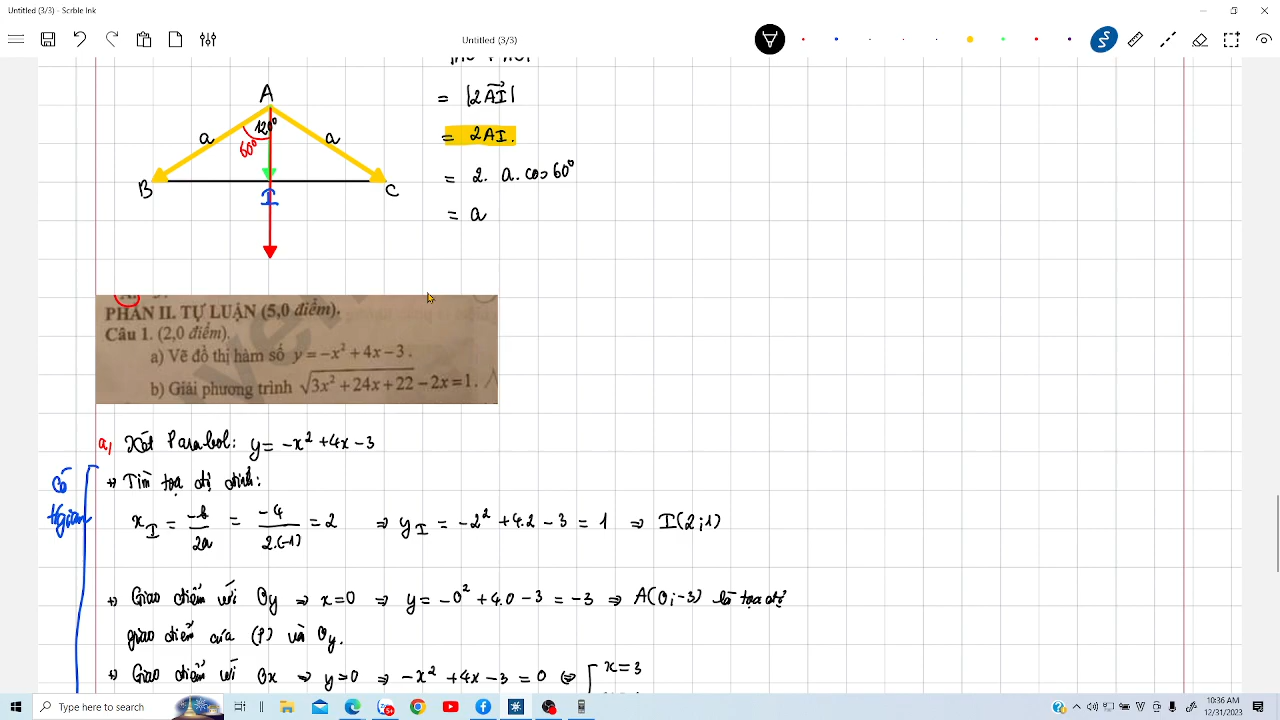 Untitled (3/3) - Scrble Ink
Untitled (3/3)
A
120°
60°
a
a
B
I
C
= |2AI|
= 2AI.
= 2. a.cos60°
= a
PHẦN II. TỰ LUẬN (5,0 điểm).
Câu 1. (2,0 điểm).
a) Vẽ đồ thị hàm số y = −x² + 4x − 3.
b) Giải phương trình √(3x² + 24x + 22) − 2x = 1.
a, Xét Parabol: y = -x² + 4x - 3
Tìm tọa độ đỉnh:
x_I = -b/2a = -4/2.(-1) = 2 ⇒ y_I = -2² + 4.2 - 3 = 1 ⇒ I(2;1)
Giao điểm với Oy ⇒ x=0 ⇒ y = -0² + 4.0 - 3 = -3 ⇒ A(0;-3) là tọa độ
giao điểm của (P) và Oy.
Giao điểm với Ox ⇒ y=0 ⇒ -x² + 4x - 3 = 0 ⇔ [ x=3
Type here to search
10:36 AM
12/31/2023